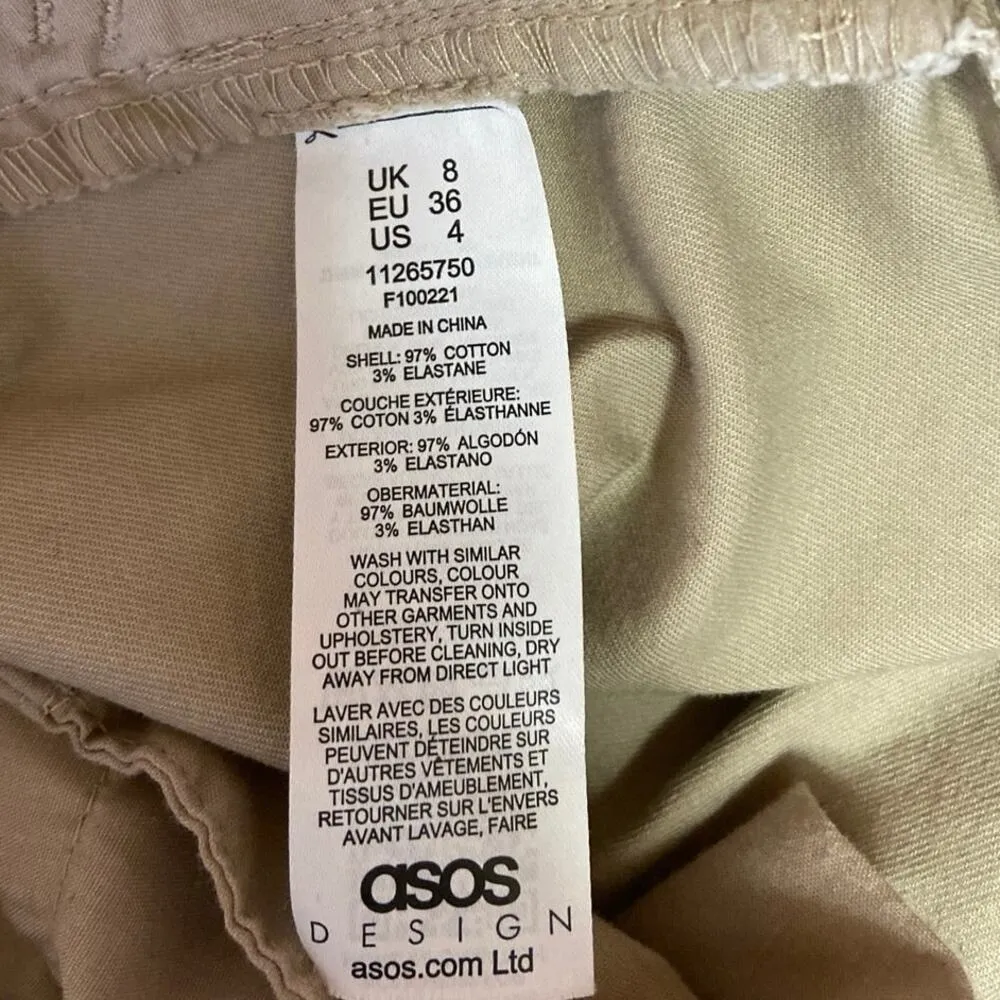 UK 8
EU 36
US 4
11265750
F100221
MADE IN CHINA
SHELL: 97% COTTON
3% ELASTANE
COUCHE EXTÉRIEURE:
97% COTON 3% ÉLASTHANNE
EXTERIOR: 97% ALGODÓN
3% ELASTANO
OBERMATERIAL:
97% BAUMWOLLE
3% ELASTHAN
WASH WITH SIMILAR
COLOURS, COLOUR
MAY TRANSFER ONTO
OTHER GARMENTS AND
UPHOLSTERY, TURN INSIDE
OUT BEFORE CLEANING, DRY
AWAY FROM DIRECT LIGHT
LAVER AVEC DES COULEURS
SIMILAIRES, LES COULEURS
PEUVENT DÉTEINDRE SUR
D'AUTRES VÊTEMENTS ET
TISSUS D'AMEUBLEMENT,
RETOURNER SUR L'ENVERS
AVANT LAVAGE, FAIRE
asos
DESIGN
asos.com Ltd